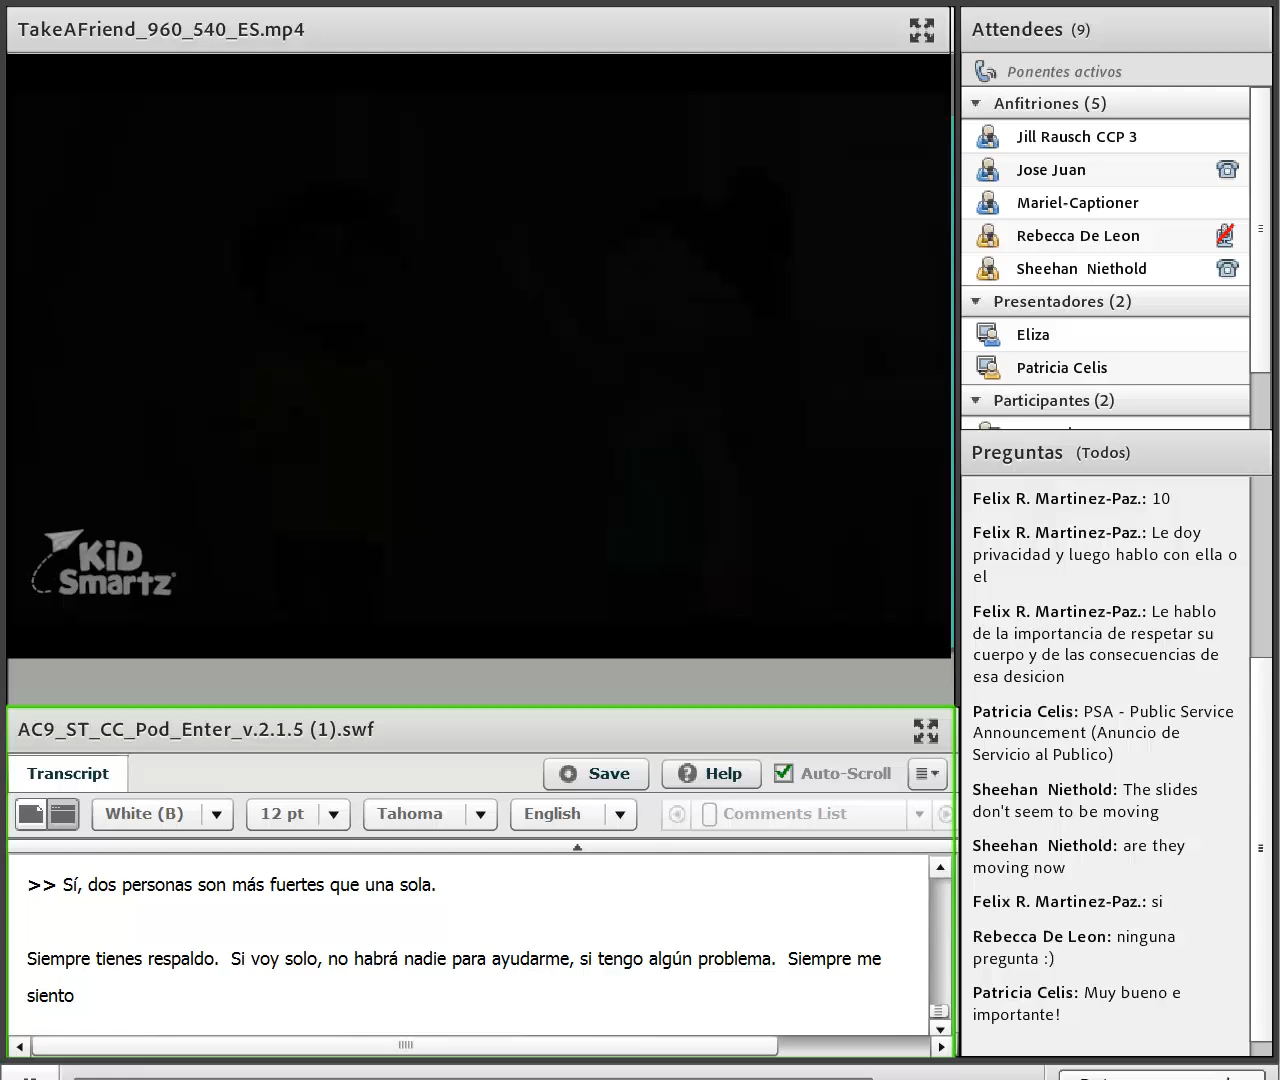 TakeAFriend_960_540_ES.mp4
KiD
Smartz
AC9_ST_CC_Pod_Enter_v.2.1.5 (1).swf
Transcript
Save
Help
Auto-Scroll
White (B)
12 pt
Tahoma
English
Comments List
>> Sí, dos personas son más fuertes que una sola.
Siempre tienes respaldo. Si voy solo, no habrá nadie para ayudarme, si tengo algún problema. Siempre me
siento
Attendees (9)
Ponentes activos
Anfitriones (5)
Jill Rausch CCP 3
Jose Juan
Mariel-Captioner
Rebecca De Leon
Sheehan Niethold
Presentadores (2)
Eliza
Patricia Celis
Participantes (2)
Preguntas (Todos)
Felix R. Martinez-Paz.: 10
Felix R. Martinez-Paz.: Le doy
privacidad y luego hablo con ella o
el
Felix R. Martinez-Paz.: Le hablo
de la importancia de respetar su
cuerpo y de las consecuencias de
esa desicion
Patricia Celis: PSA - Public Service
Announcement (Anuncio de
Servicio al Publico)
Sheehan Niethold: The slides
don't seem to be moving
Sheehan Niethold: are they
moving now
Felix R. Martinez-Paz.: si
Rebecca De Leon: ninguna
pregunta :)
Patricia Celis: Muy bueno e
importante!